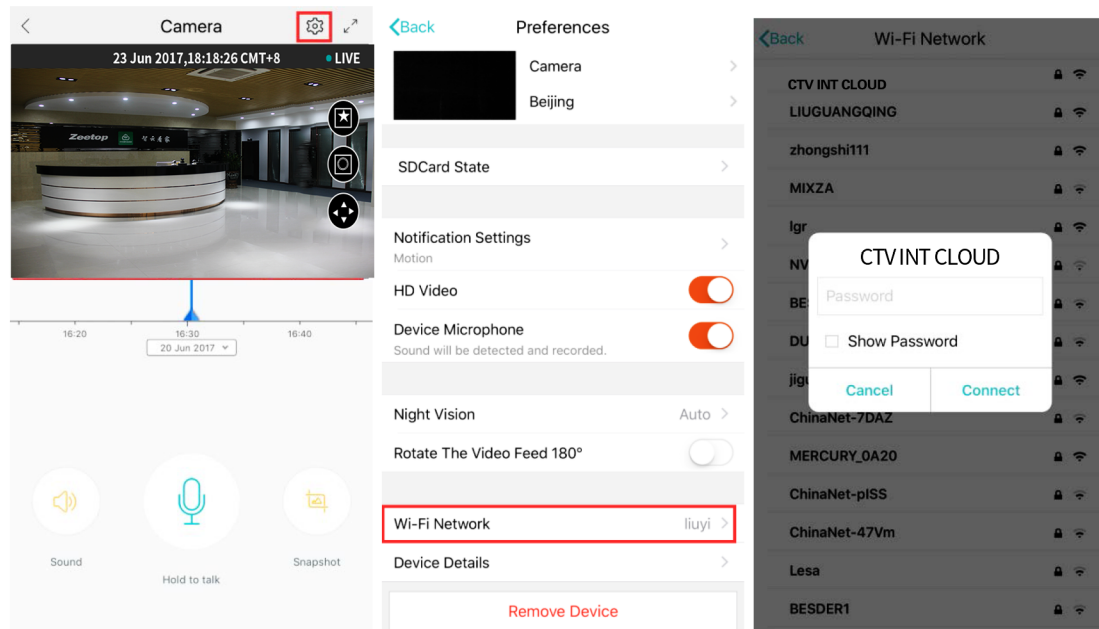 Camera
23 Jun 2017,18:18:26 CMT+8
LIVE
Zeetop
16:20
16:30
16:40
20 Jun 2017
Sound
Hold to talk
Snapshot
Back
Preferences
Camera
Beijing
SDCard State
Notification Settings
Motion
HD Video
Device Microphone
Sound will be detected and recorded.
Night Vision
Auto
Rotate The Video Feed 180°
Wi-Fi Network
liuyi
Device Details
Remove Device
Back
Wi-Fi Network
CTV INT CLOUD
LIUGUANGQING
zhongshi111
MIXZA
lgr
NV
BE
DU
jigu
CTV INT CLOUD
Password
Show Password
Cancel
Connect
ChinaNet-7DAZ
MERCURY_0A20
ChinaNet-pISS
ChinaNet-47Vm
Lesa
BESDER1